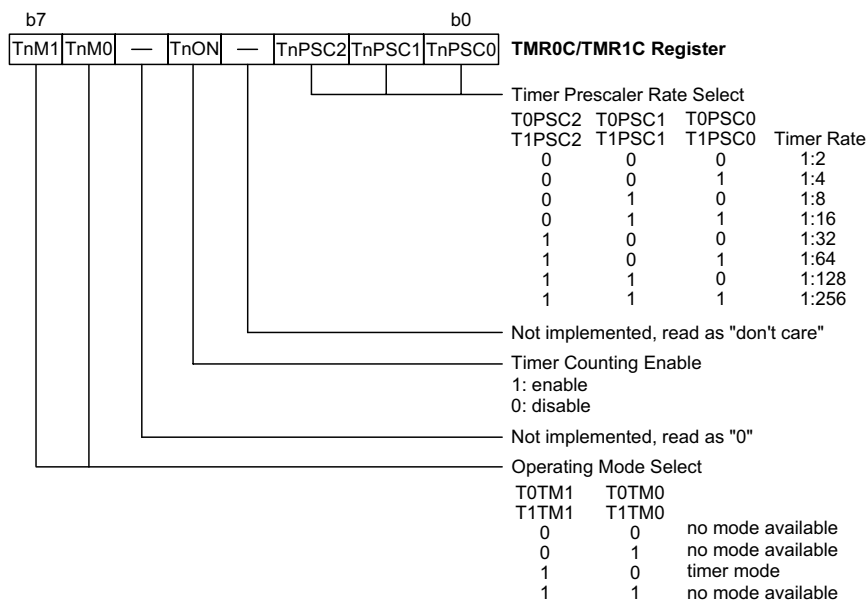 b7 b0
TnM1 TnM0 — TnON — TnPSC2 TnPSC1 TnPSC0 TMR0C/TMR1C Register
Timer Prescaler Rate Select
T0PSC2 T0PSC1 T0PSC0
T1PSC2 T1PSC1 T1PSC0 Timer Rate
0 0 0 1:2
0 0 1 1:4
0 1 0 1:8
0 1 1 1:16
1 0 0 1:32
1 0 1 1:64
1 1 0 1:128
1 1 1 1:256
Not implemented, read as "don't care"
Timer Counting Enable
1: enable
0: disable
Not implemented, read as "0"
Operating Mode Select
T0TM1 T0TM0
T1TM1 T1TM0
0 0 no mode available
0 1 no mode available
1 0 timer mode
1 1 no mode available